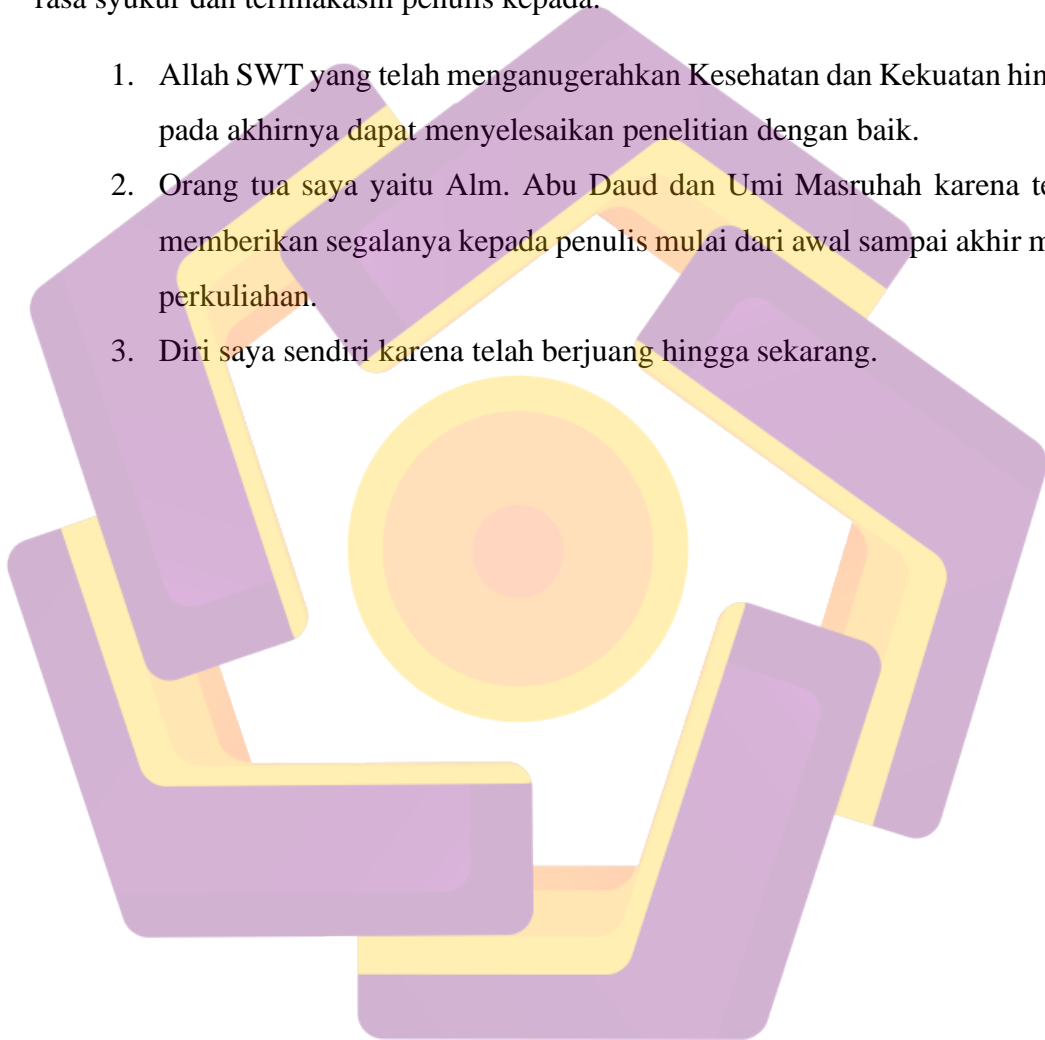 rasa syukur dan terimakasih penulis kepada:
1. Allah SWT yang telah menganugerahkan Kesehatan dan Kekuatan
pada akhirnya dapat menyelesaikan penelitian dengan baik.
2. Orang tua saya yaitu Alm. Abu Daud dan Umi Masruhah karena
memberikan segalanya kepada penulis mulai dari awal sampai akhir
perkuliahan.
3. Diri saya sendiri karena telah berjuang hingga sekarang.